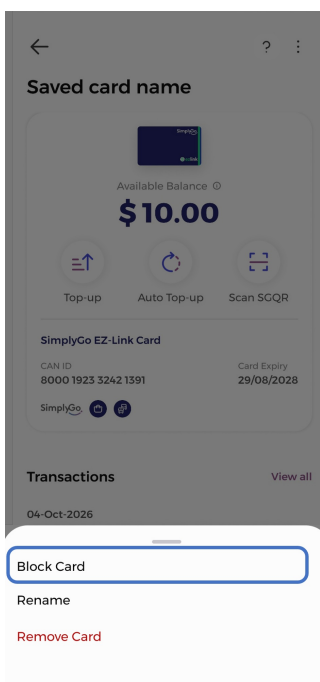 ?
Saved card name
SimplyGo
ez-link
Available Balance
$10.00
Top-up Auto Top-up Scan SGQR
SimplyGo EZ-Link Card
CAN ID Card Expiry
8000 1923 3242 1391 29/08/2028
SimplyGo
Transactions View all
04-Oct-2026
Block Card
Rename
Remove Card